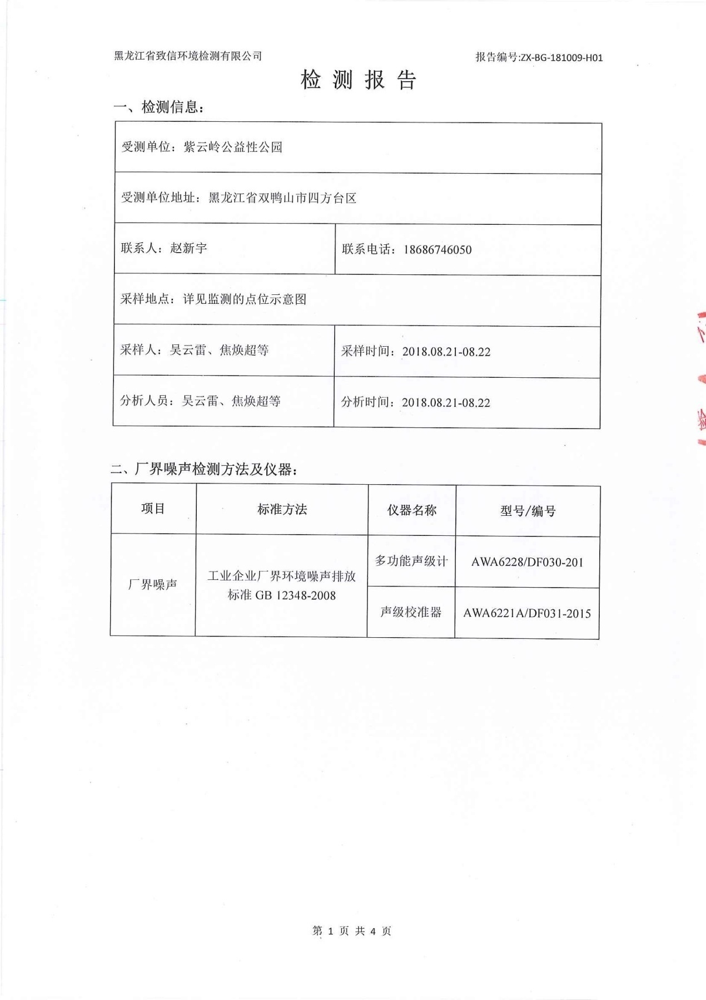 黑龙江省致信环境检测有限公司 报告编号:ZX-BG-181009-H01
检测报告
一、检测信息：
受测单位：紫云岭公益性公园
受测单位地址：黑龙江省双鸭山市四方台区
联系人：赵新宇 联系电话：18686746050
采样地点：详见监测的点位示意图
采样人：吴云雷、焦焕超等 采样时间：2018.08.21-08.22
分析人员：吴云雷、焦焕超等 分析时间：2018.08.21-08.22
二、厂界噪声检测方法及仪器：
项目 标准方法 仪器名称 型号/编号
厂界噪声
工业企业厂界环境噪声排放
标准 GB 12348-2008
多功能声级计 AWA6228/DF030-201
声级校准器 AWA6221A/DF031-2015
第 1 页 共 4 页